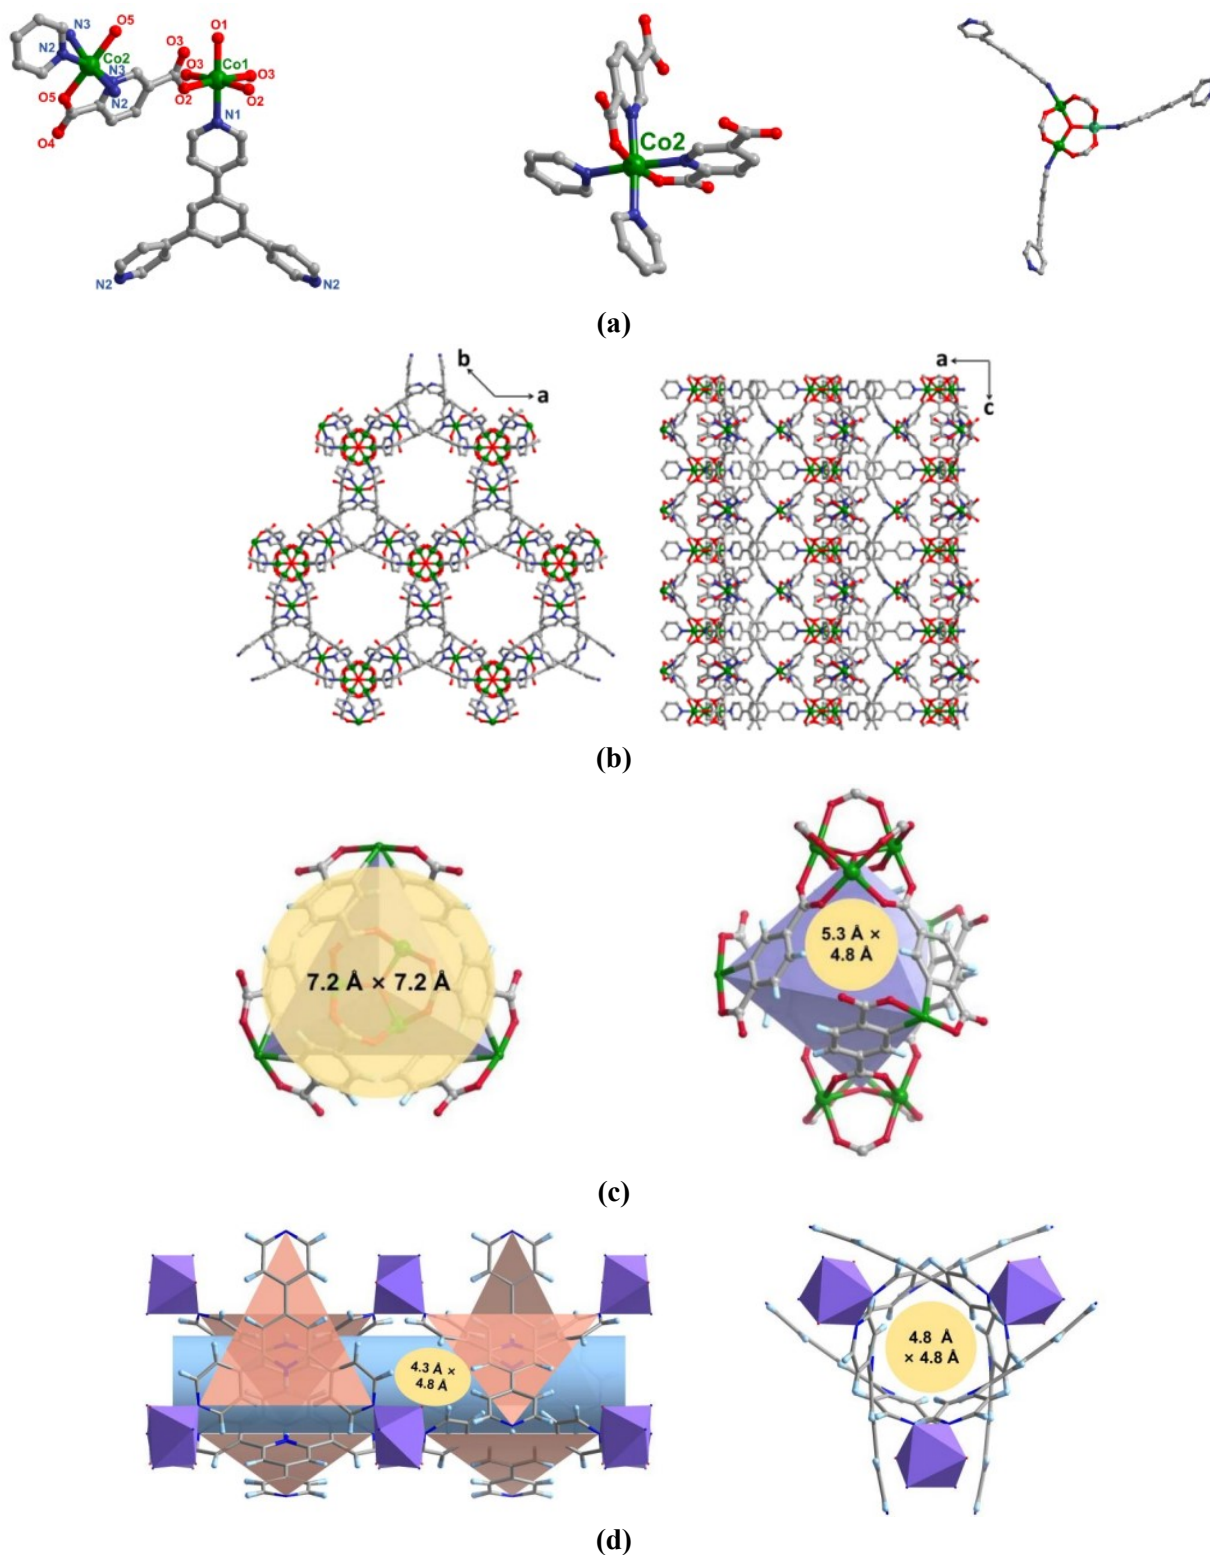 N3
O5
N2
Co2
N3
O5
N2
O4
O1
O3
Co1
O3
O3
O2
O2
N1
N2
N2
Co2
(a)
b
a
a
c
(b)
7.2 Å × 7.2 Å
5.3 Å ×
4.8 Å
(c)
4.3 Å ×
4.8 Å
4.8 Å
× 4.8 Å
(d)